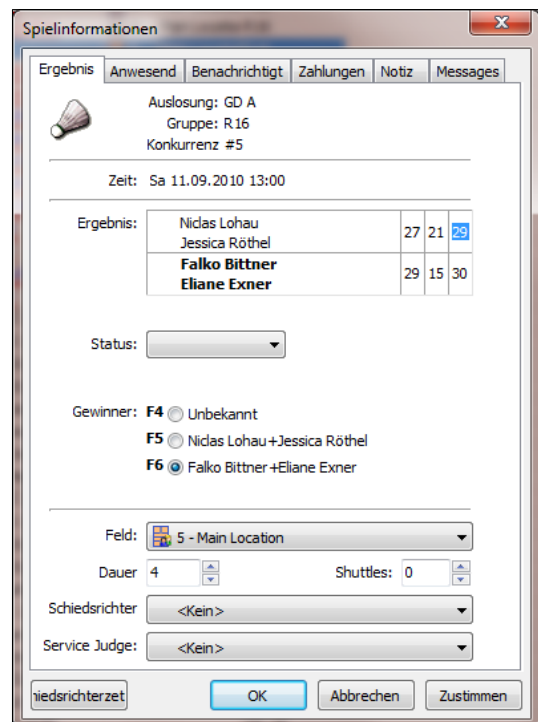 Spielinformationen
Ergebnis Anwesend Benachrichtigt Zahlungen Notiz Messages
Auslosung: GD A
Gruppe: R16
Konkurrenz #5
Zeit: Sa 11.09.2010 13:00
Ergebnis: Niclas Lohau
Jessica Röthel
27 21 29
Falko Bittner
Eliane Exner
29 15 30
Status:
Gewinner: F4 Unbekannt
F5 Niclas Lohau+Jessica Röthel
F6 Falko Bittner+Eliane Exner
Feld: 5 - Main Location
Dauer 4 Shuttles: 0
Schiedsrichter <Kein>
Service Judge: <Kein>
hiedsrichterzet OK Abbrechen Zustimmen